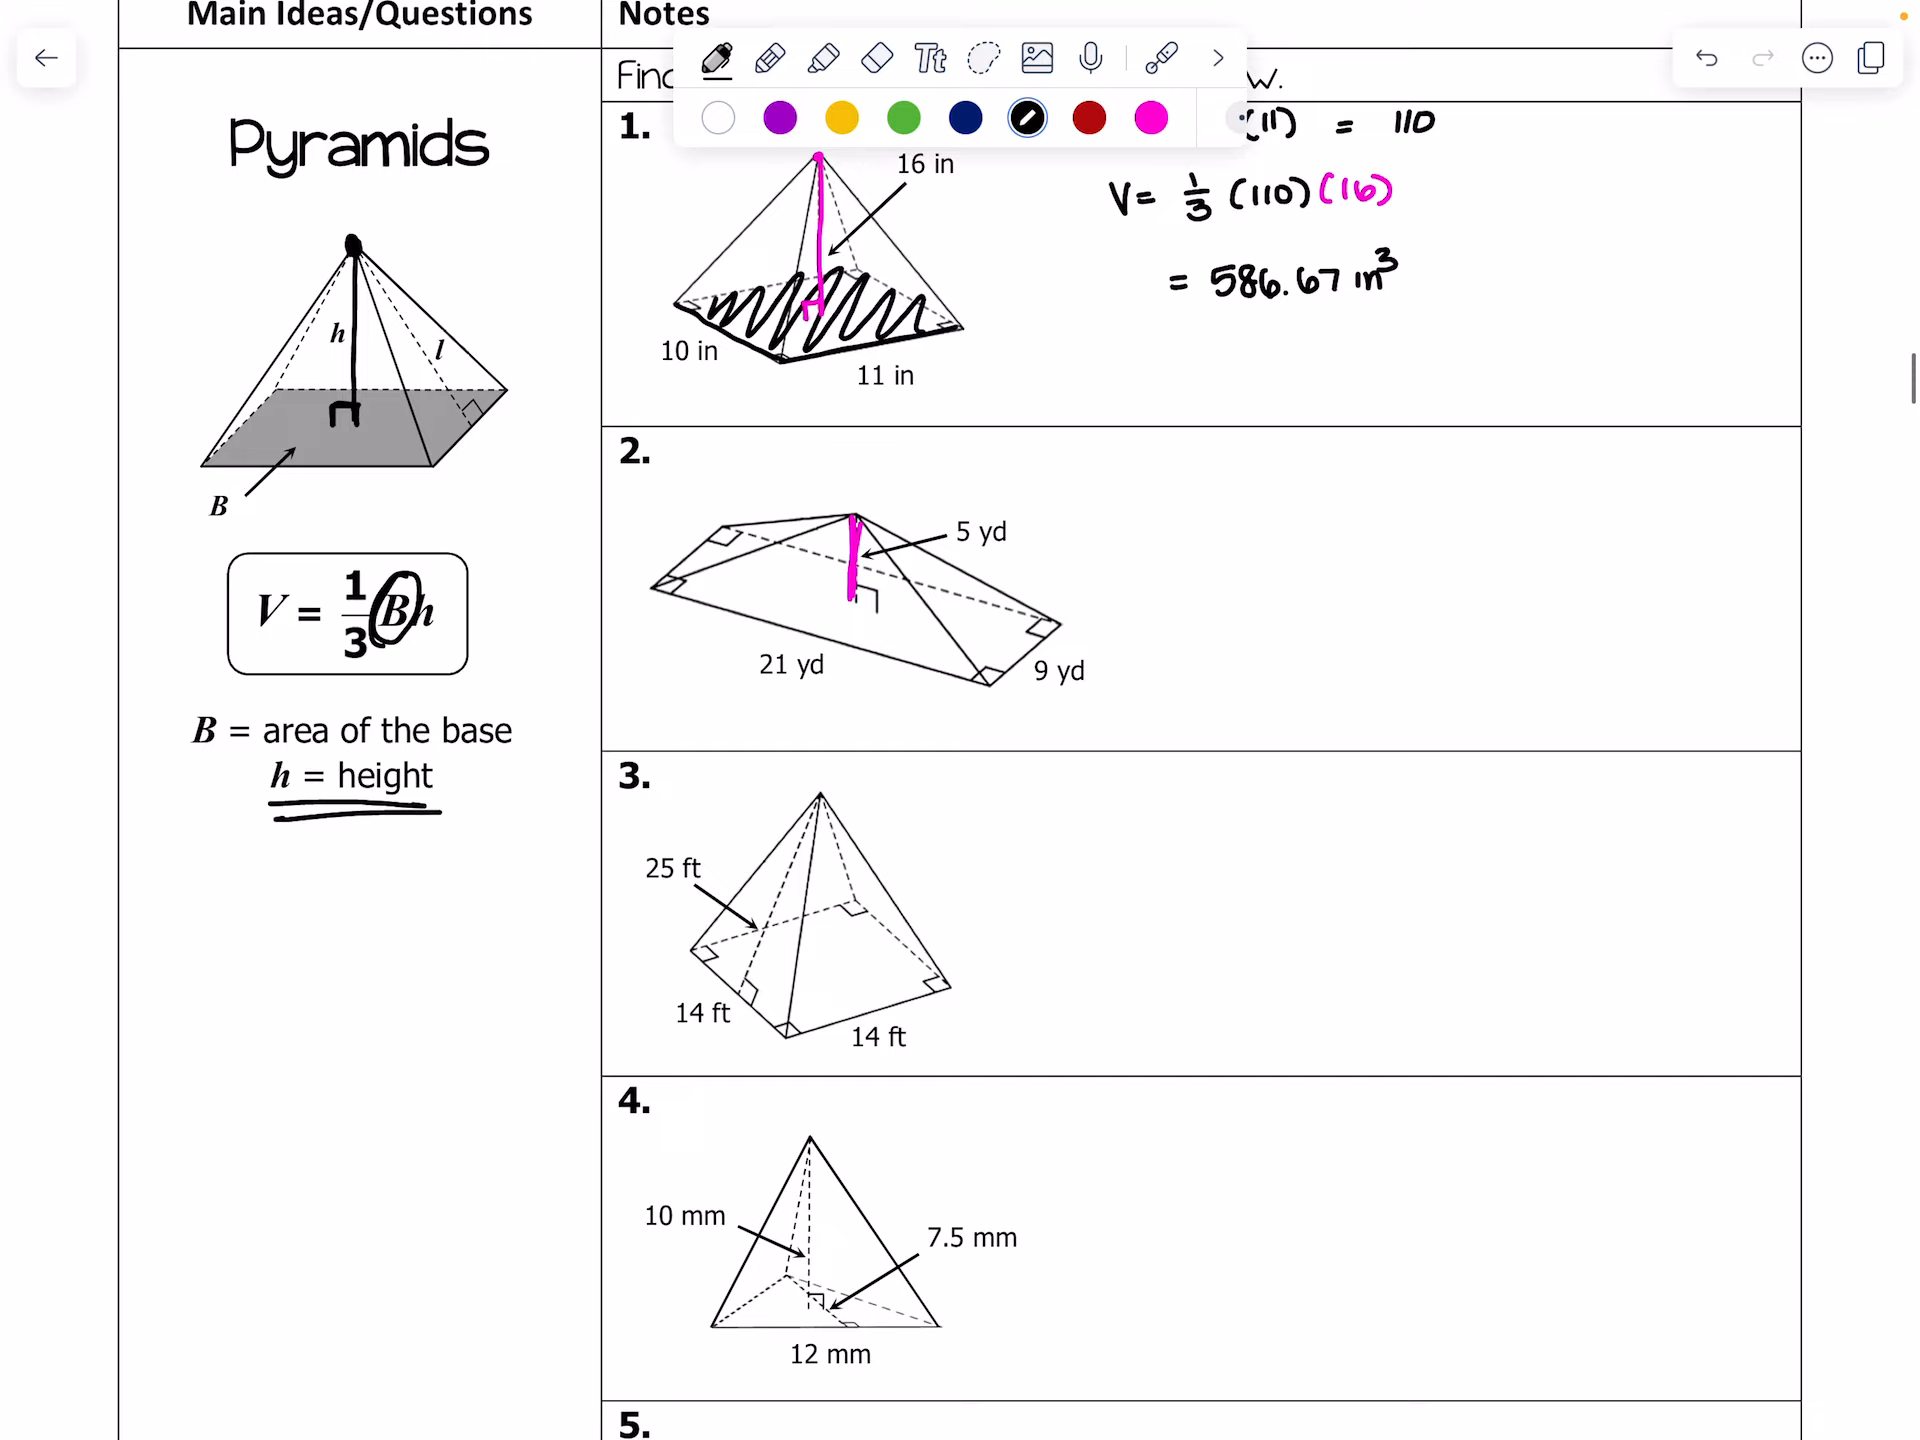 Main Ideas/Questions
Notes
Tt
w.
Pyramids
h
l
B
V = 1/3 Bh
B = area of the base
h = height
1.
16 in
10 in
11 in
(11) = 110
V = 1/3 (110)(16)
= 586.67 in³
2.
5 yd
21 yd
9 yd
3.
25 ft
14 ft
14 ft
4.
10 mm
7.5 mm
12 mm
5.